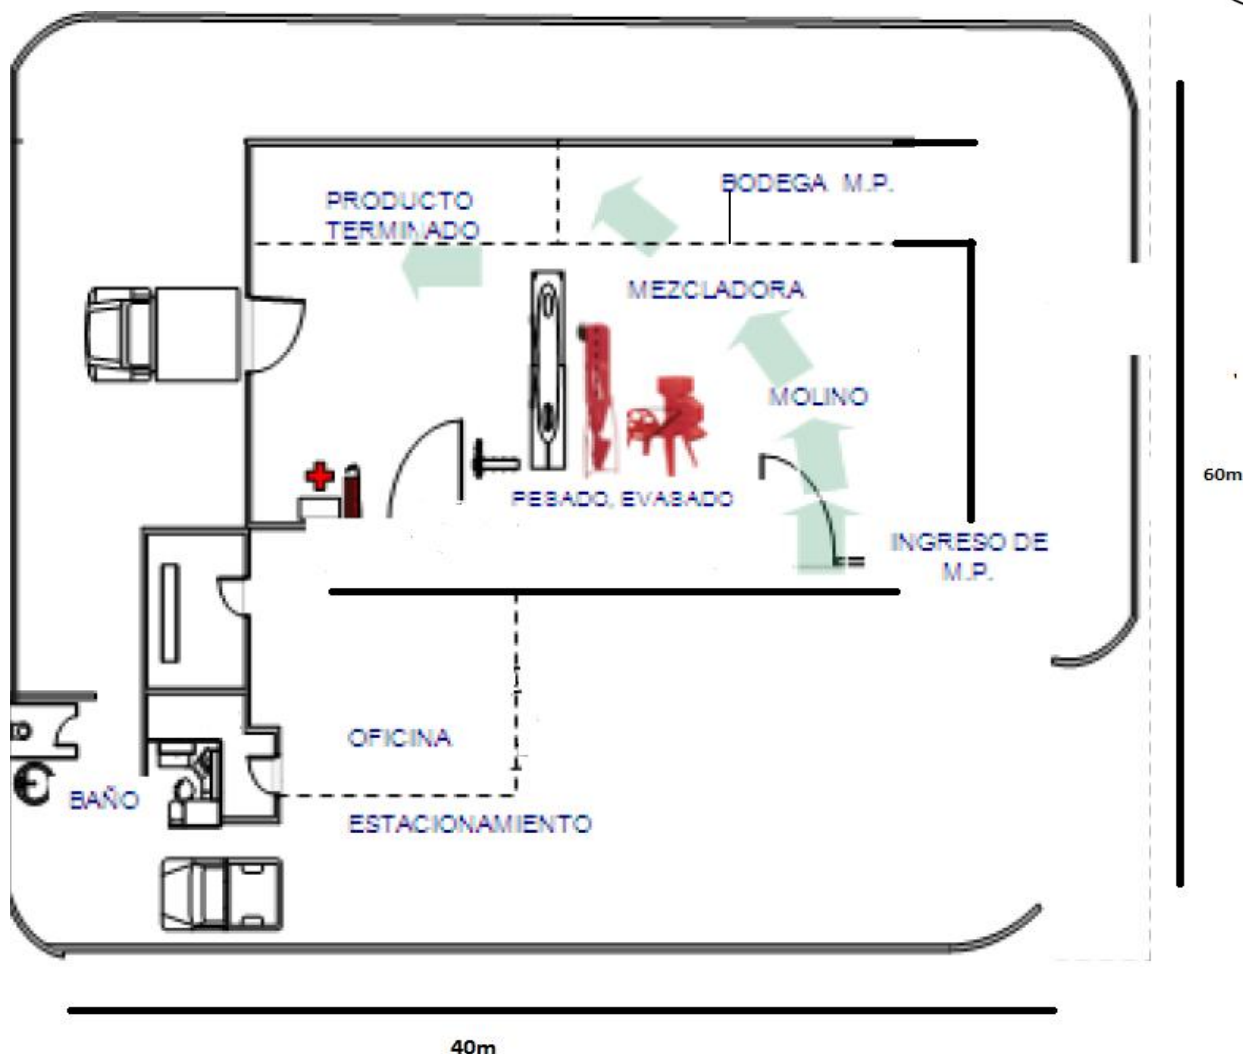 BODEGA M.P.
PRODUCTO
TERMINADO
MEZCLADORA
MOLINO
60m
PESADO, EVASADO
INGRESO DE
M.P.
OFICINA
BAÑO
ESTACIONAMIENTO
40m